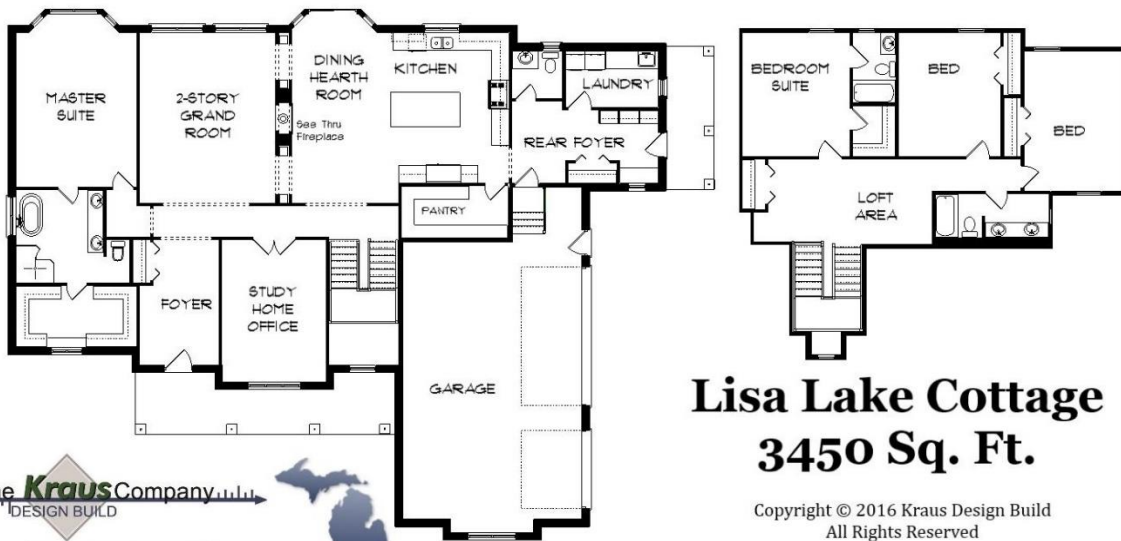 MASTER
SUITE
2-STORY
GRAND
ROOM
DINING
HEARTH
ROOM
See Thru
Fireplace
KITCHEN
LAUNDRY
REAR FOYER
PANTRY
FOYER
STUDY
HOME
OFFICE
GARAGE
BEDROOM
SUITE
BED
BED
LOFT
AREA
Lisa Lake Cottage
3450 Sq. Ft.
Kraus Company
DESIGN BUILD
Copyright © 2016 Kraus Design Build
All Rights Reserved